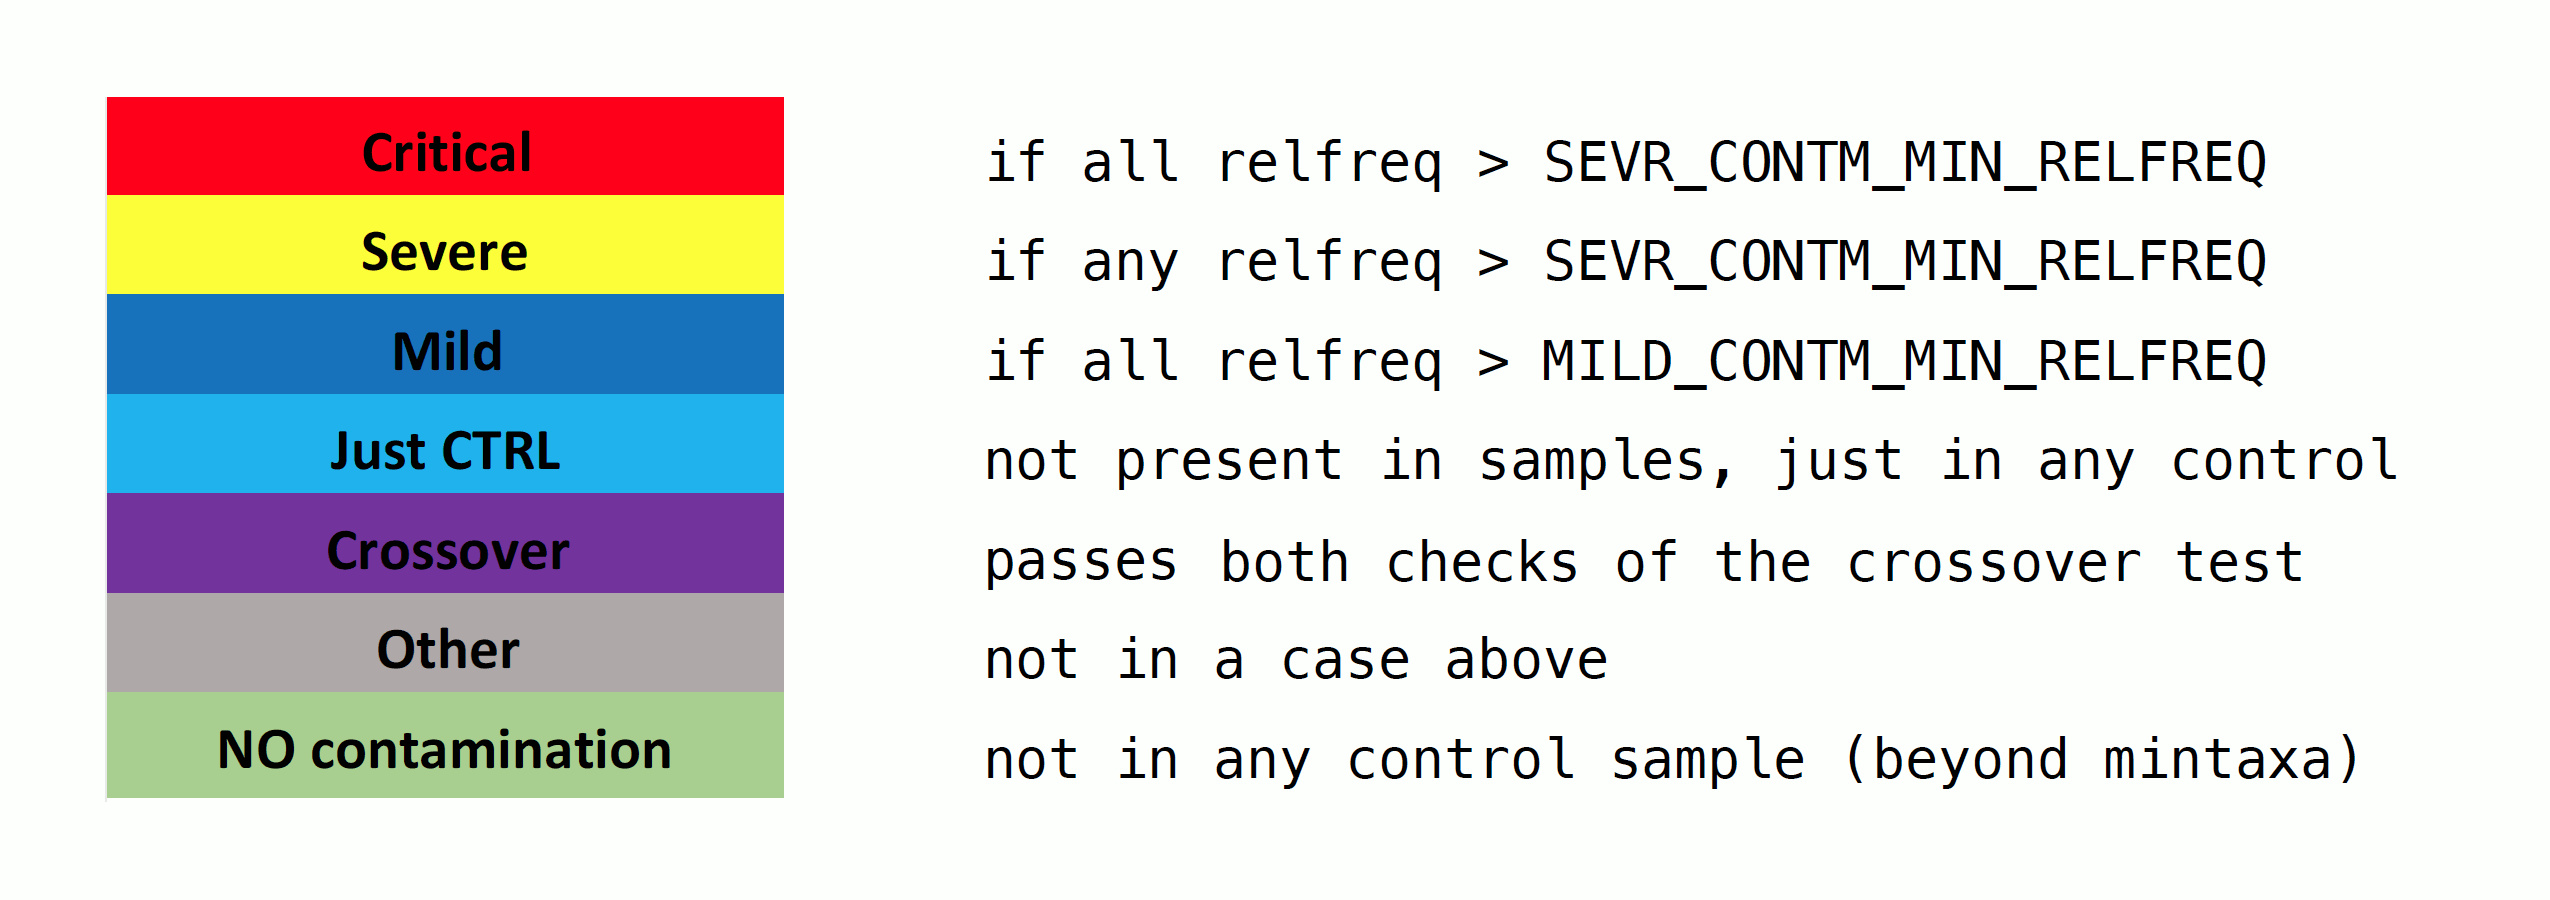 Critical if all relfreq > SEVR_CONTM_MIN_RELFREQ
Severe if any relfreq > SEVR_CONTM_MIN_RELFREQ
Mild if all relfreq > MILD_CONTM_MIN_RELFREQ
Just CTRL not present in samples, just in any control
Crossover passes both checks of the crossover test
Other not in a case above
NO contamination not in any control sample (beyond mintaxa)